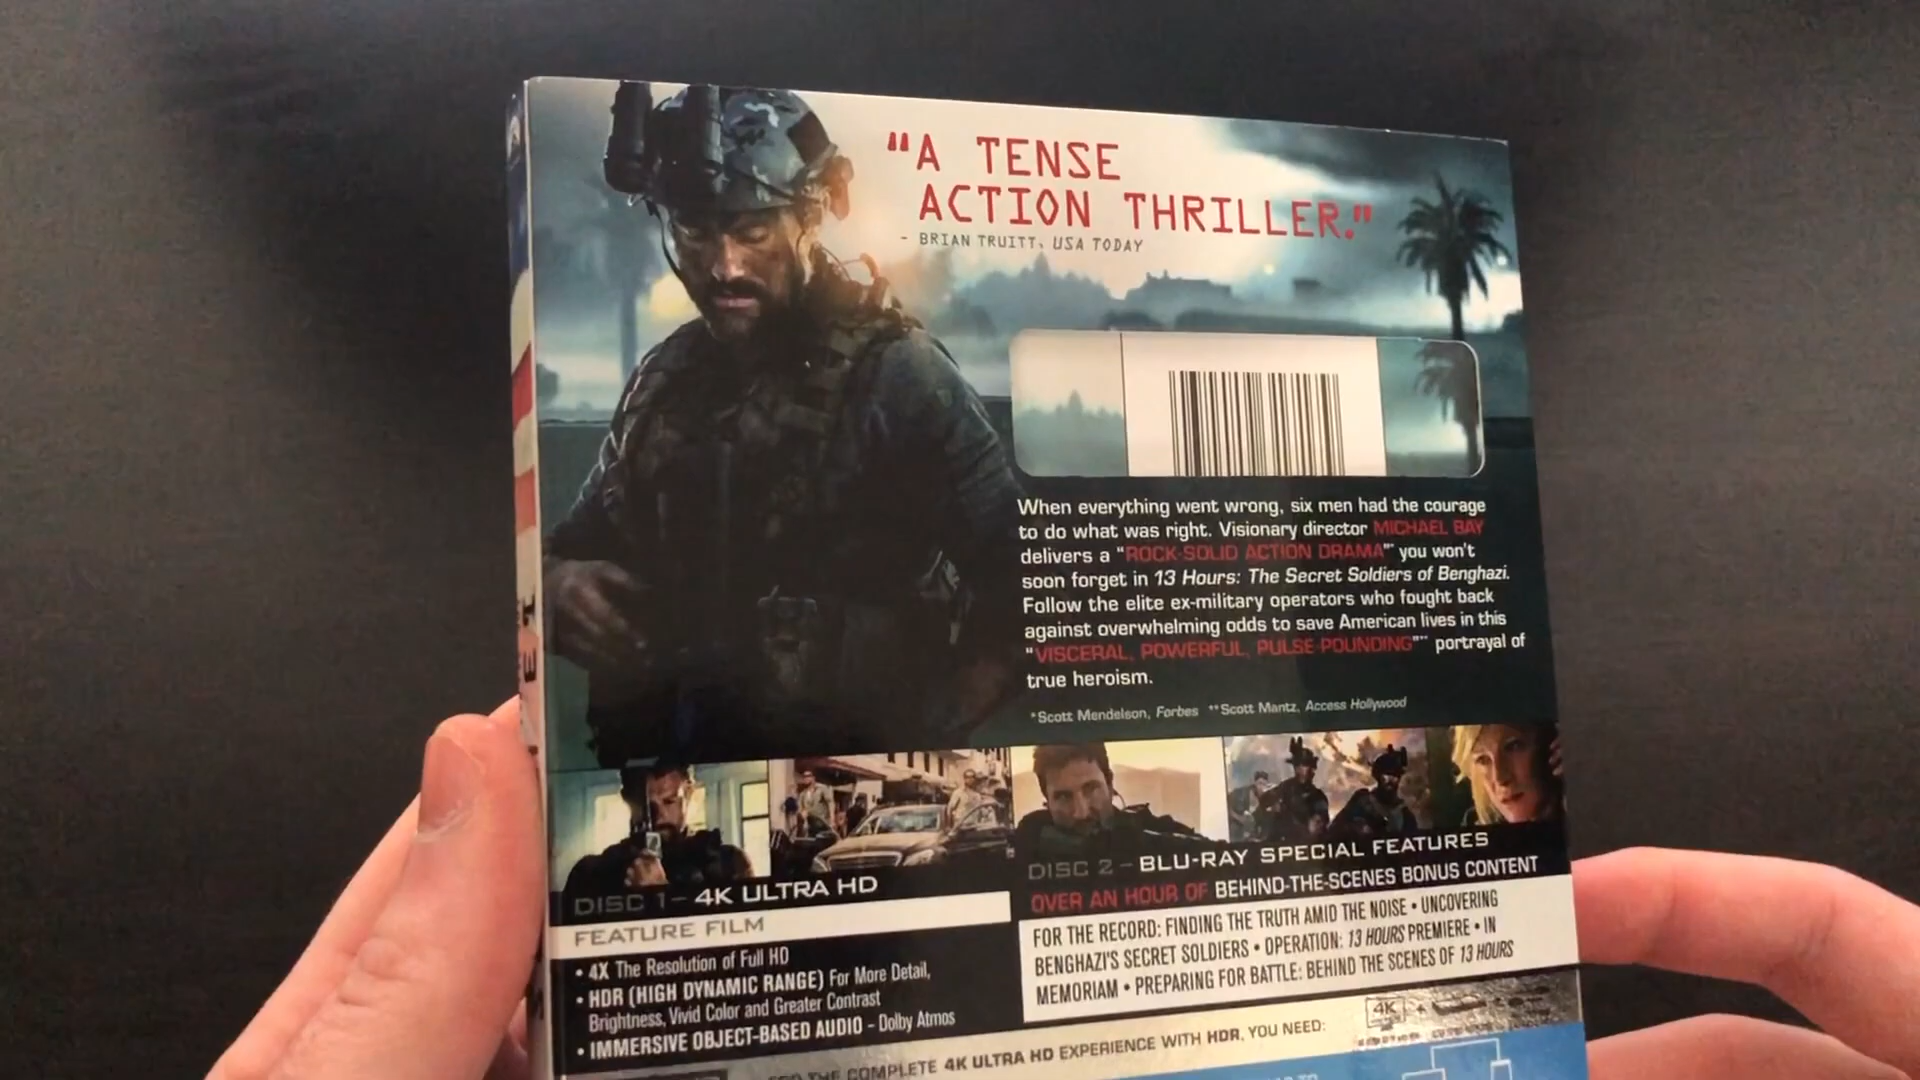 "A TENSE
ACTION THRILLER."
- BRIAN TRUITT, USA TODAY
When everything went wrong, six men had the courage
to do what was right. Visionary director MICHAEL BAY
delivers a "ROCK-SOLID ACTION DRAMA"* you won't
soon forget in 13 Hours: The Secret Soldiers of Benghazi.
Follow the elite ex-military operators who fought back
against overwhelming odds to save American lives in this
"VISCERAL, POWERFUL, PULSE-POUNDING"** portrayal of
true heroism.
*Scott Mendelson, Forbes **Scott Mantz, Access Hollywood
DISC 1 – 4K ULTRA HD
FEATURE FILM
• 4X The Resolution of Full HD
• HDR (HIGH DYNAMIC RANGE) For More Detail,
Brightness, Vivid Color and Greater Contrast
• IMMERSIVE OBJECT-BASED AUDIO – Dolby Atmos
DISC 2 – BLU-RAY SPECIAL FEATURES
OVER AN HOUR OF BEHIND-THE-SCENES BONUS CONTENT
FOR THE RECORD: FINDING THE TRUTH AMID THE NOISE • UNCOVERING
BENGHAZI'S SECRET SOLDIERS • OPERATION: 13 HOURS PREMIERE • IN
MEMORIAM • PREPARING FOR BATTLE: BEHIND THE SCENES OF 13 HOURS
THE COMPLETE 4K ULTRA HD EXPERIENCE WITH HDR, YOU NEED:
4K +